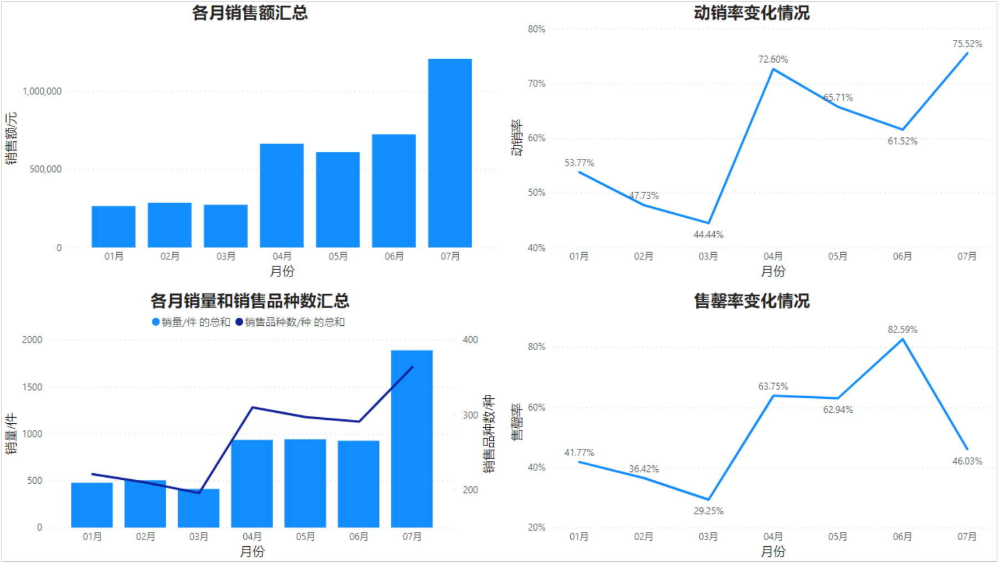 各月销售额汇总
销售额/元
1,000,000
500,000
0
01月 02月 03月 04月 05月 06月 07月
月份
动销率变化情况
动销率
80%
70%
60%
50%
40%
53.77%
47.73%
44.44%
72.60%
65.71%
61.52%
75.52%
01月 02月 03月 04月 05月 06月 07月
月份
各月销量和销售品种数汇总
销量/件 的总和 销售品种数/种 的总和
销量/件
2000
1500
1000
500
0
400
300
200
销售品种数/种
01月 02月 03月 04月 05月 06月 07月
月份
售罄率变化情况
售罄率
80%
60%
40%
20%
41.77%
36.42%
29.25%
63.75%
62.94%
82.59%
46.03%
01月 02月 03月 04月 05月 06月 07月
月份